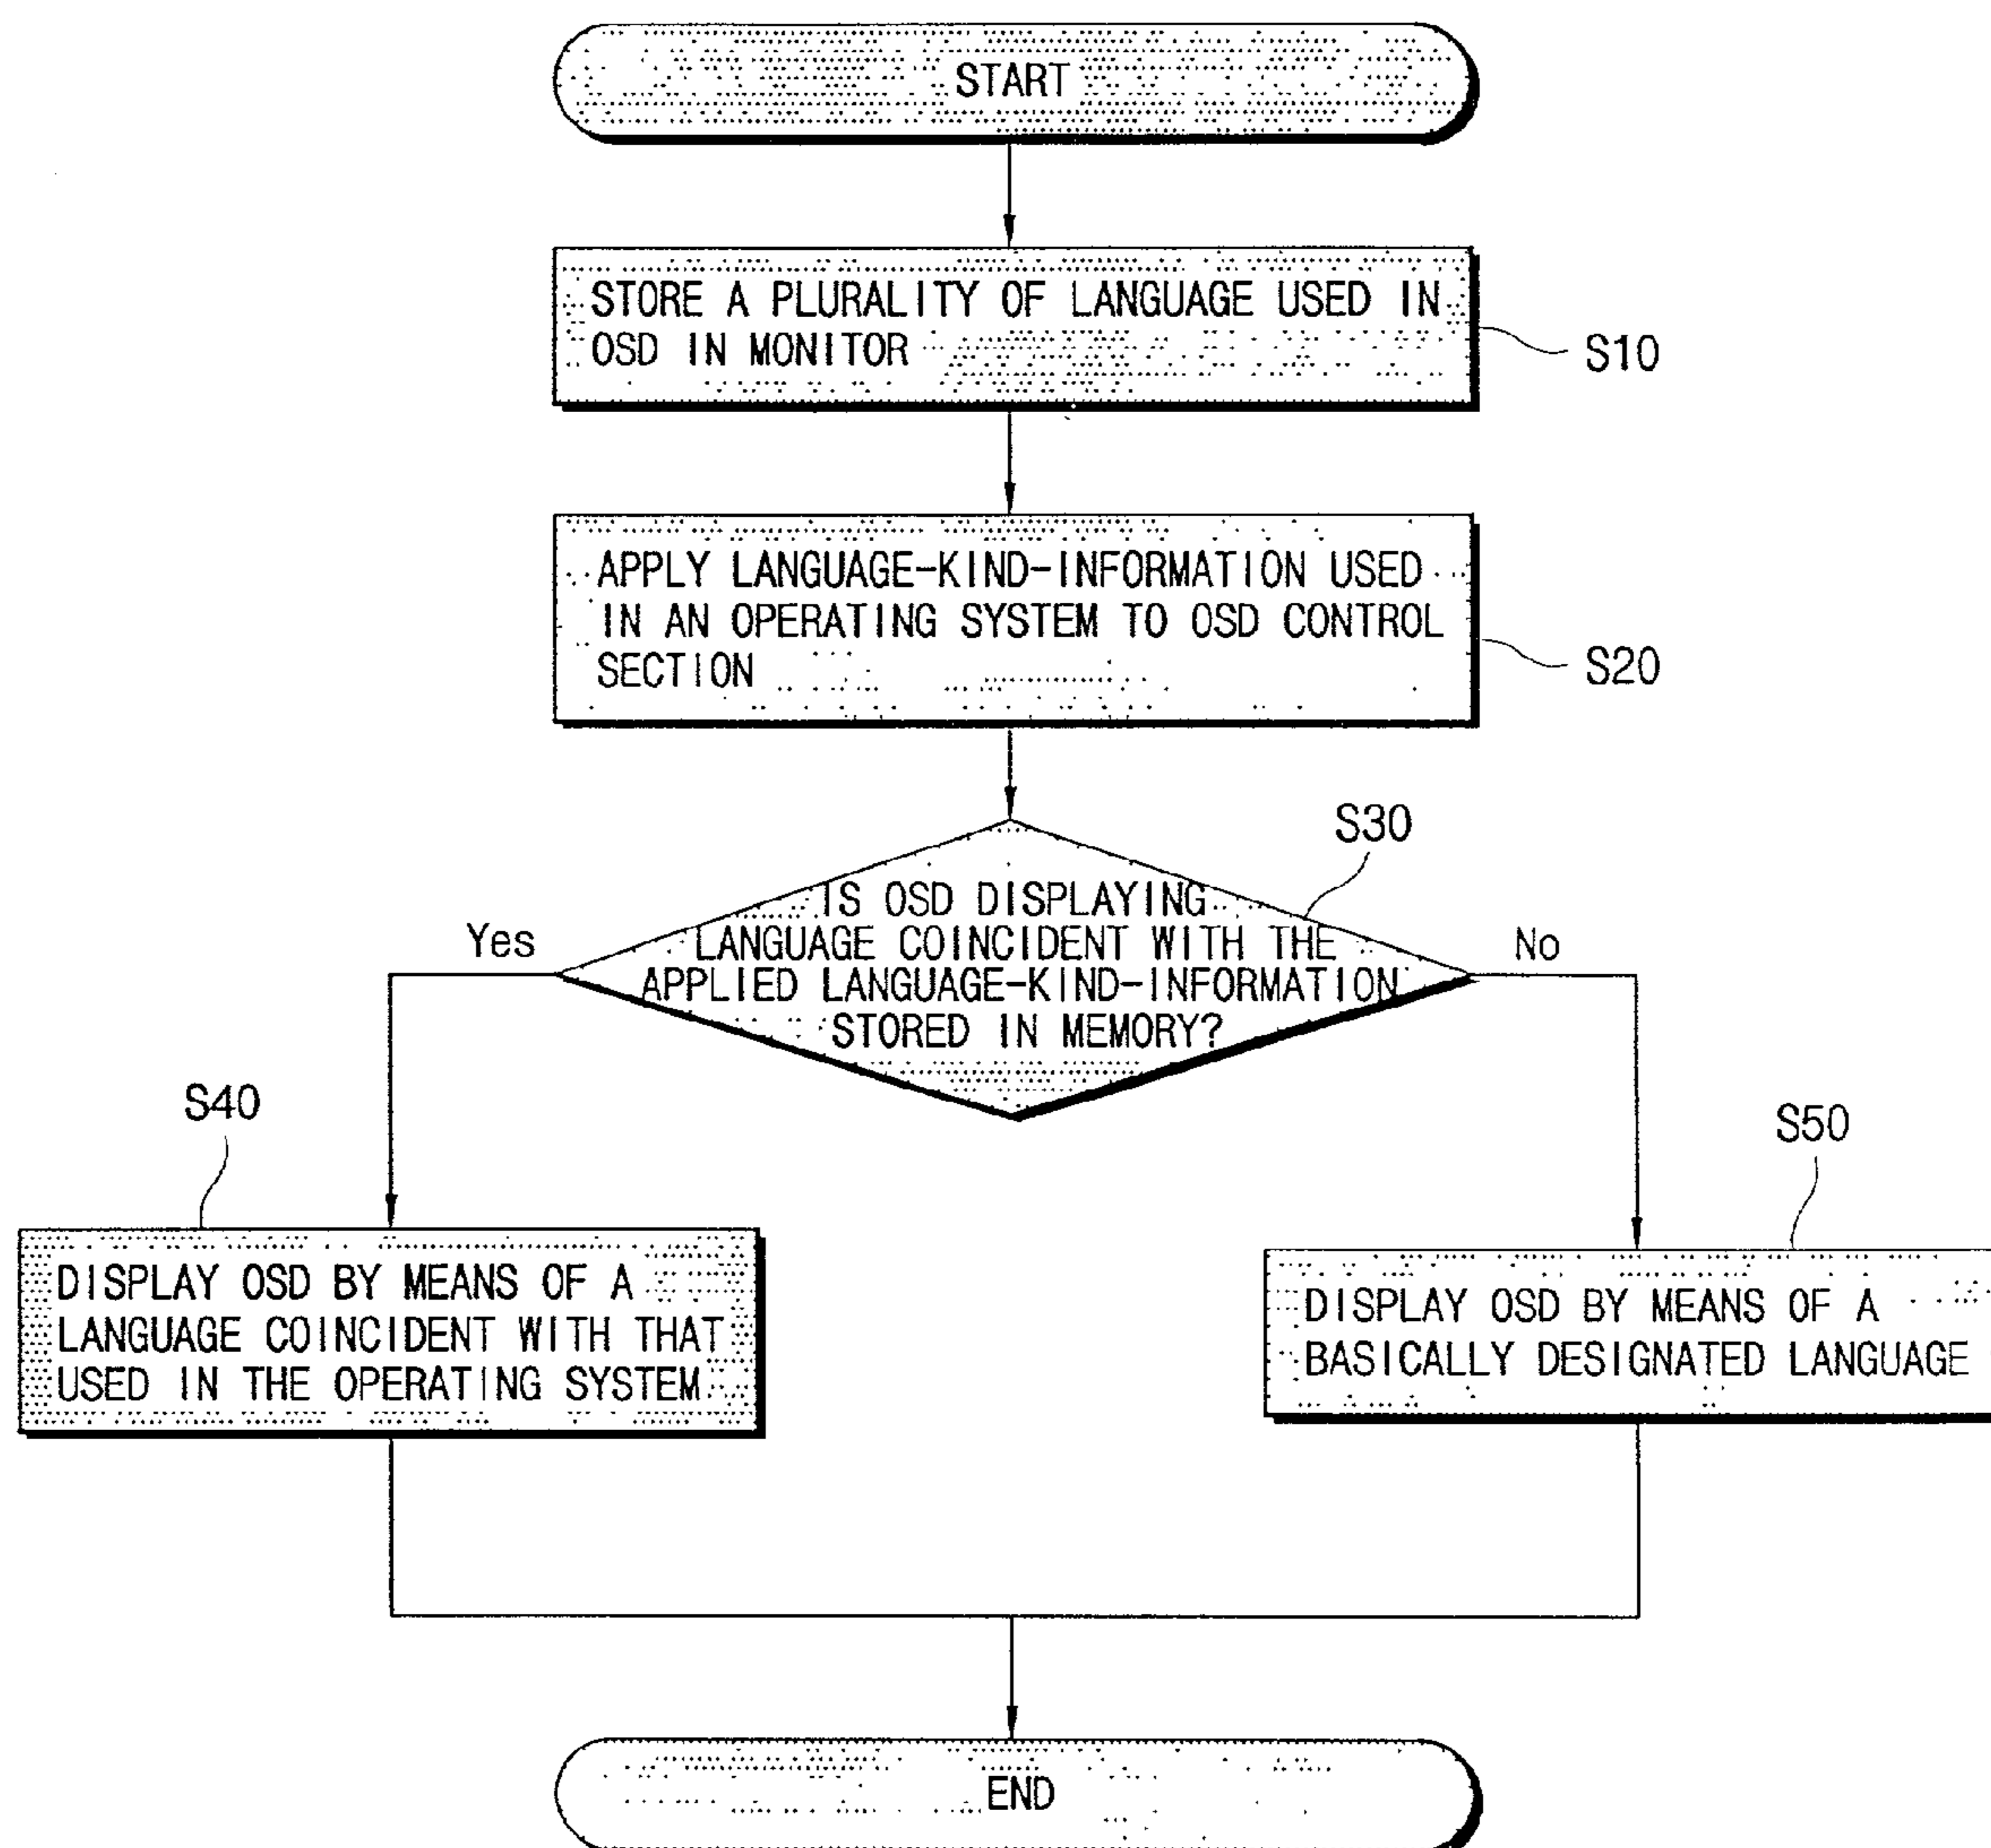 START
STORE A PLURALITY OF LANGUAGE USED IN
OSD IN MONITOR
S10
APPLY LANGUAGE-KIND-INFORMATION USED
IN AN OPERATING SYSTEM TO OSD CONTROL
SECTION
S20
S30
IS OSD DISPLAYING
LANGUAGE COINCIDENT WITH THE
APPLIED LANGUAGE-KIND-INFORMATION
STORED IN MEMORY?
Yes
No
S40
DISPLAY OSD BY MEANS OF A
LANGUAGE COINCIDENT WITH THAT
USED IN THE OPERATING SYSTEM
S50
DISPLAY OSD BY MEANS OF A
BASICALLY DESIGNATED LANGUAGE
END